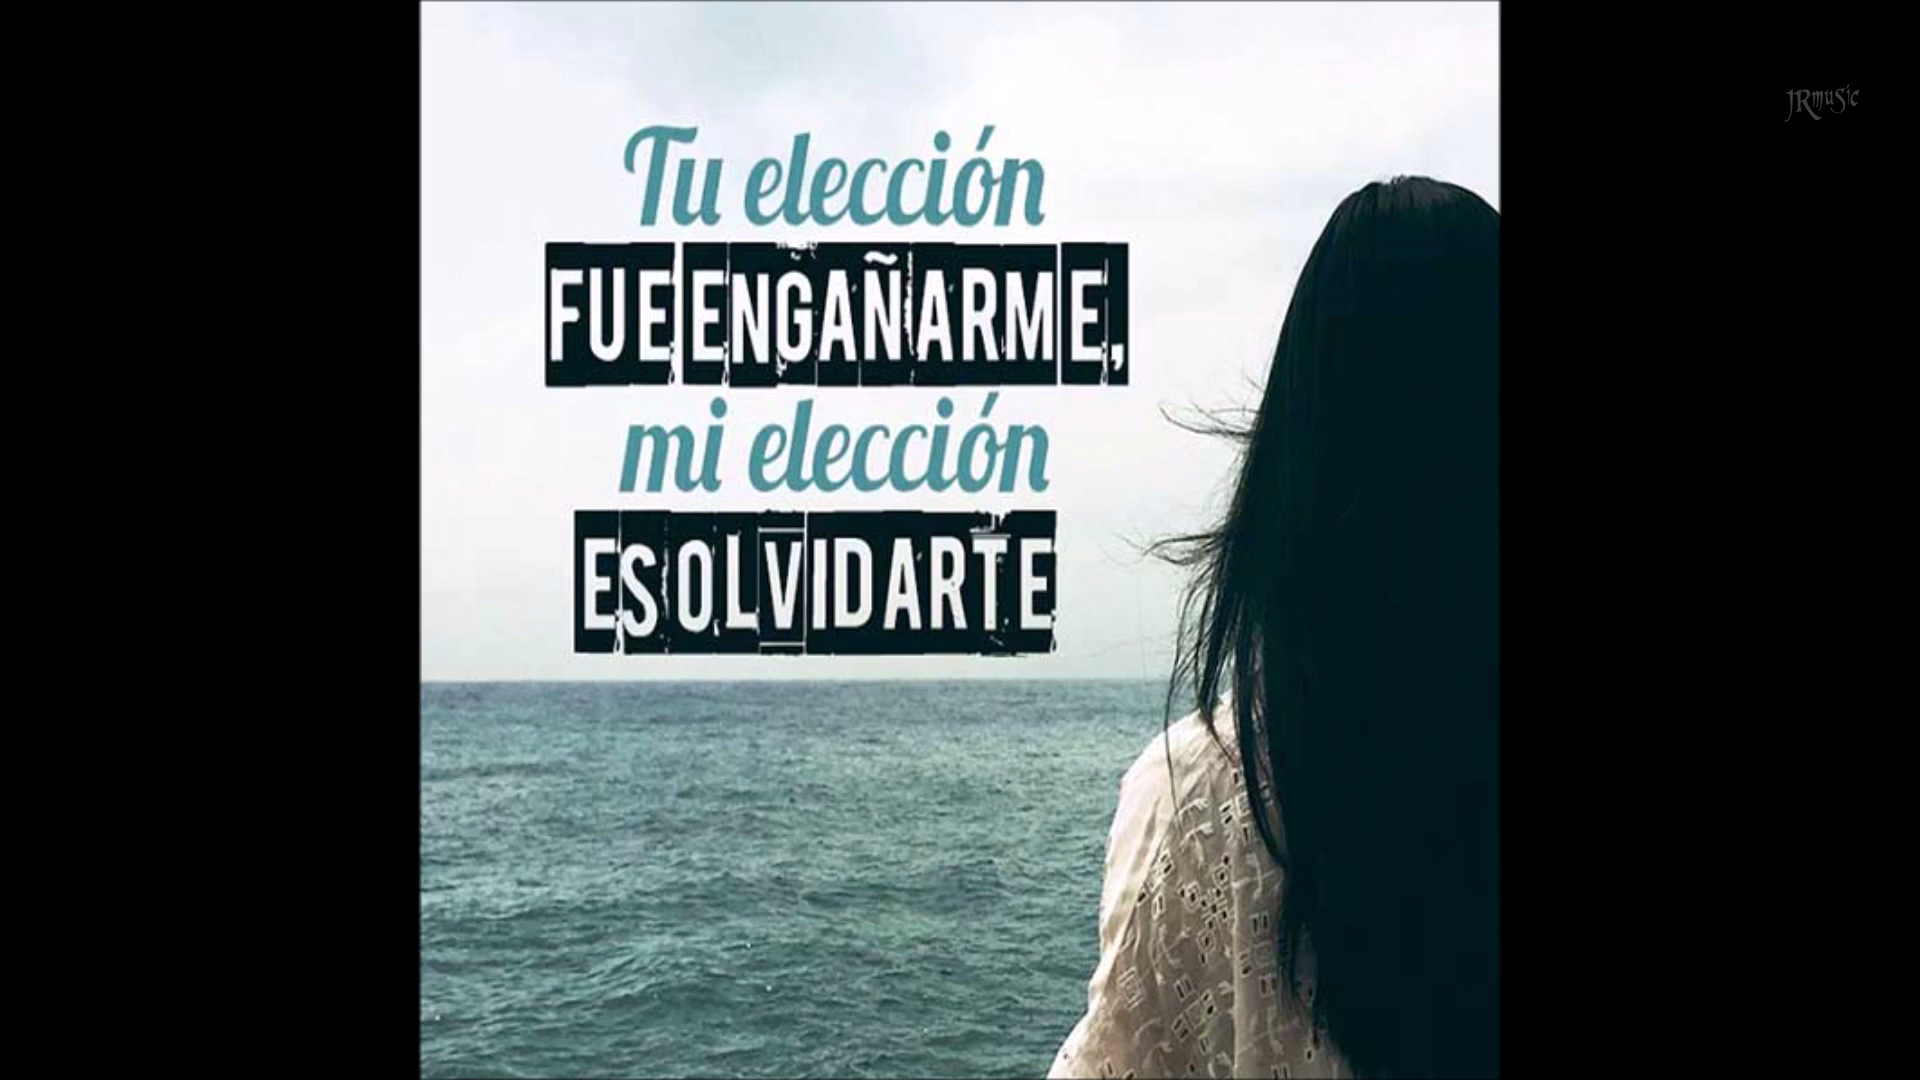 Tu elección
FUE ENGAÑARME,
mi elección
ES OLVIDARTE
JRmusic